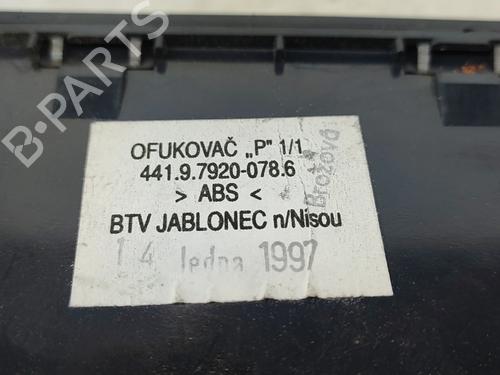 B-PARTS
OFUKOVAČ „P" 1/1
441.9.7920-078.6
> ABS <
BTV JABLONEC n/Nisou
14 ledna 1997
Brožová